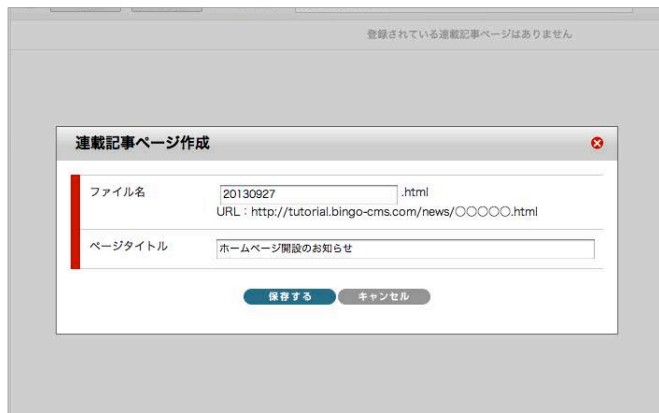 登録されている連載記事ページはありません
連載記事ページ作成
ファイル名
20130927 .html
URL：http://tutorial.bingo-cms.com/news/○○○○○.html
ページタイトル
ホームページ開設のお知らせ
保存する キャンセル